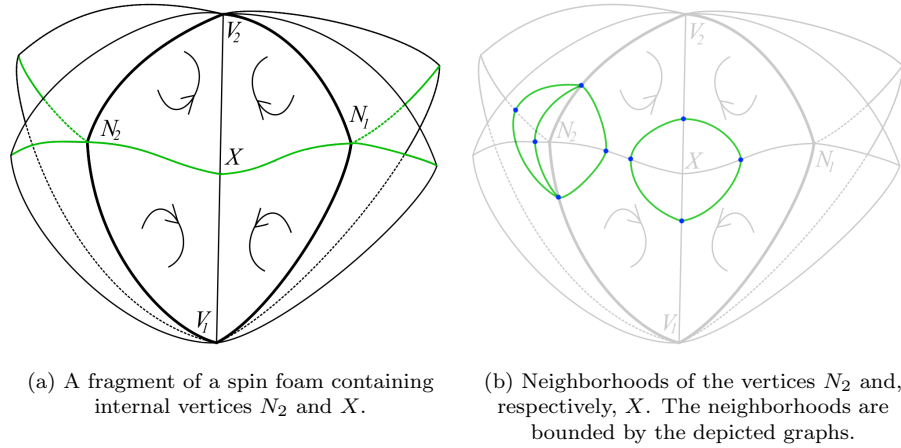 V₂
N₂
N₁
X
V₁
V₂
N₂
X
N₁
V₁
(a) A fragment of a spin foam containing
internal vertices N₂ and X.
(b) Neighborhoods of the vertices N₂ and,
respectively, X. The neighborhoods are
bounded by the depicted graphs.